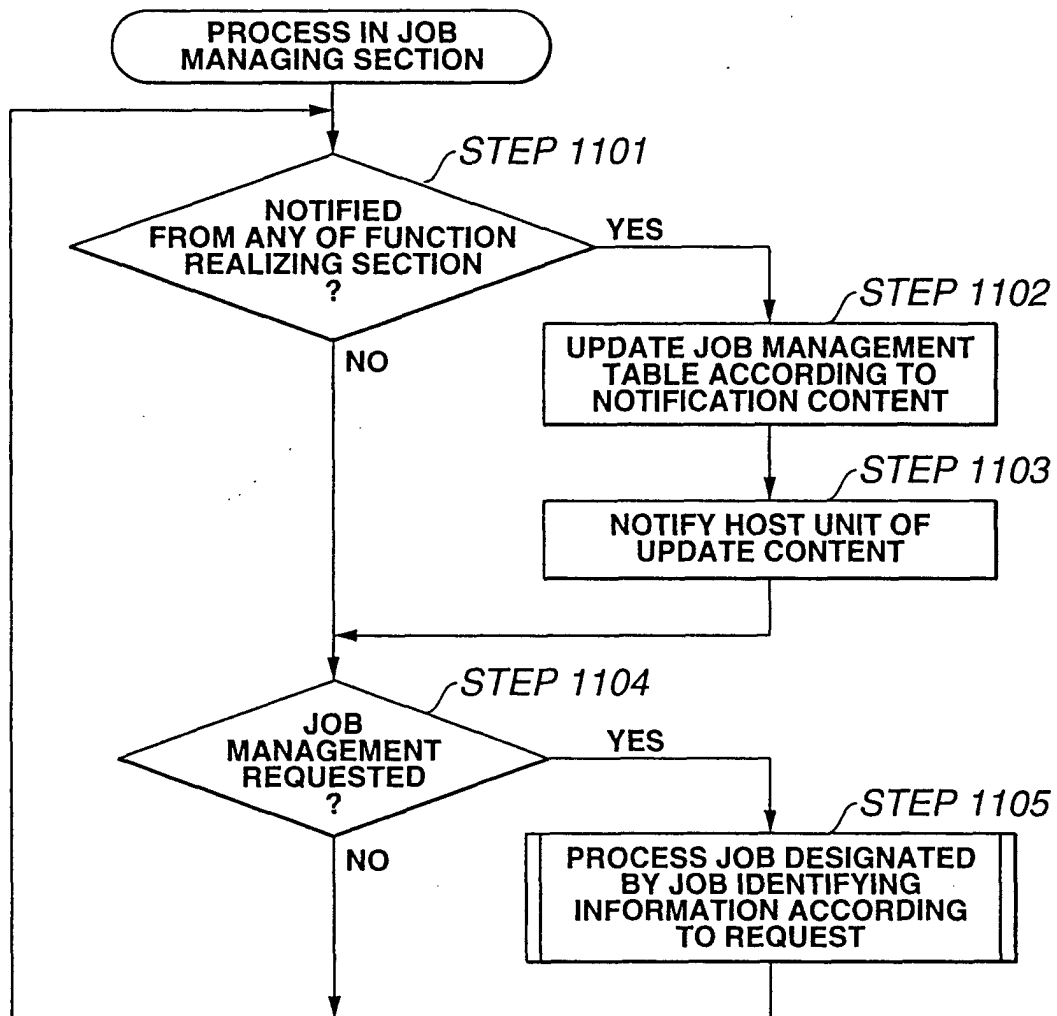 PROCESS IN JOB
MANAGING SECTION
STEP 1101
NOTIFIED
FROM ANY OF FUNCTION
REALIZING SECTION
?
YES
NO
STEP 1102
UPDATE JOB MANAGEMENT
TABLE ACCORDING TO
NOTIFICATION CONTENT
STEP 1103
NOTIFY HOST UNIT OF
UPDATE CONTENT
STEP 1104
JOB
MANAGEMENT
REQUESTED
?
YES
NO
STEP 1105
PROCESS JOB DESIGNATED
BY JOB IDENTIFYING
INFORMATION ACCORDING
TO REQUEST